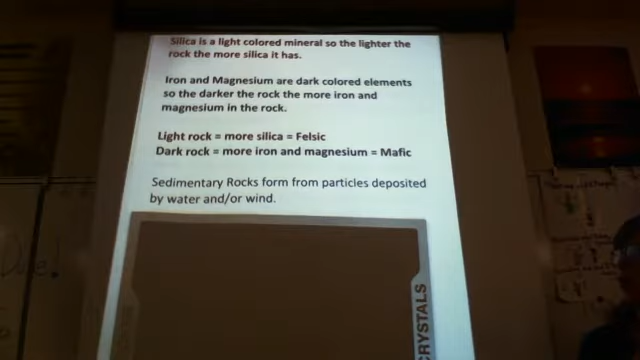 Silica is a light colored mineral so the lighter the
rock the more silica it has.
Iron and Magnesium are dark colored elements
so the darker the rock the more iron and
magnesium in the rock.
Light rock = more silica = Felsic
Dark rock = more iron and magnesium = Mafic
Sedimentary Rocks form from particles deposited
by water and/or wind.
CRYSTALS